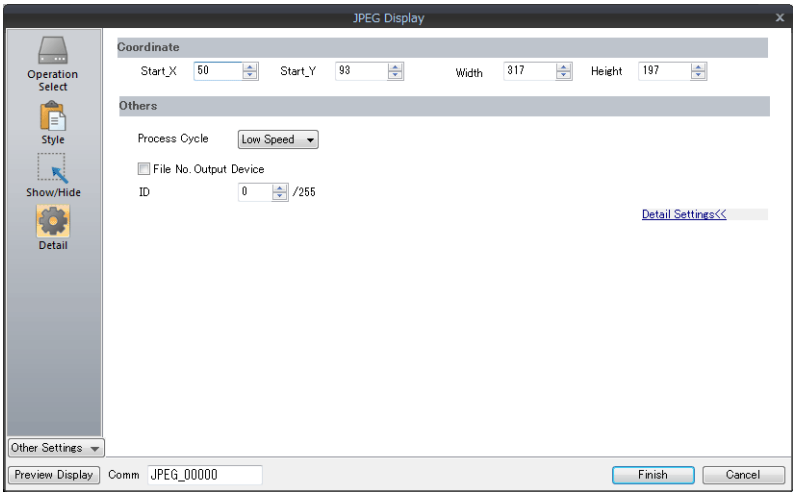 JPEG Display
x
Operation
Select
Style
Show/Hide
Detail
Coordinate
Start_X 50 Start_Y 93 Width 317 Height 197
Others
Process Cycle Low Speed
File No. Output Device
ID 0 /255
Detail Settings<<
Other Settings
Preview Display Comm JPEG_00000 Finish Cancel